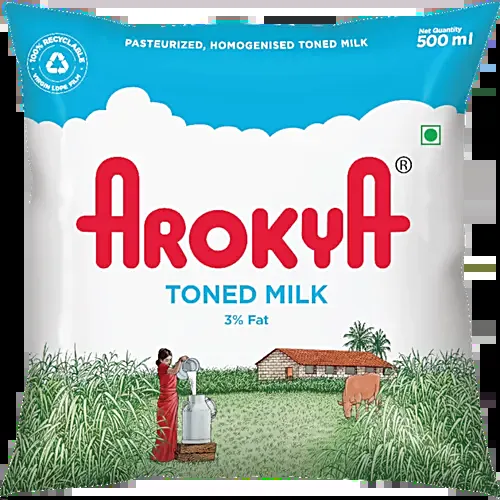 100% RECYCLABLE
VIRGIN LDPE FILM
PASTEURIZED, HOMOGENISED TONED MILK
Net Quantity
500 ml
AROKYA®
TONED MILK
3% Fat